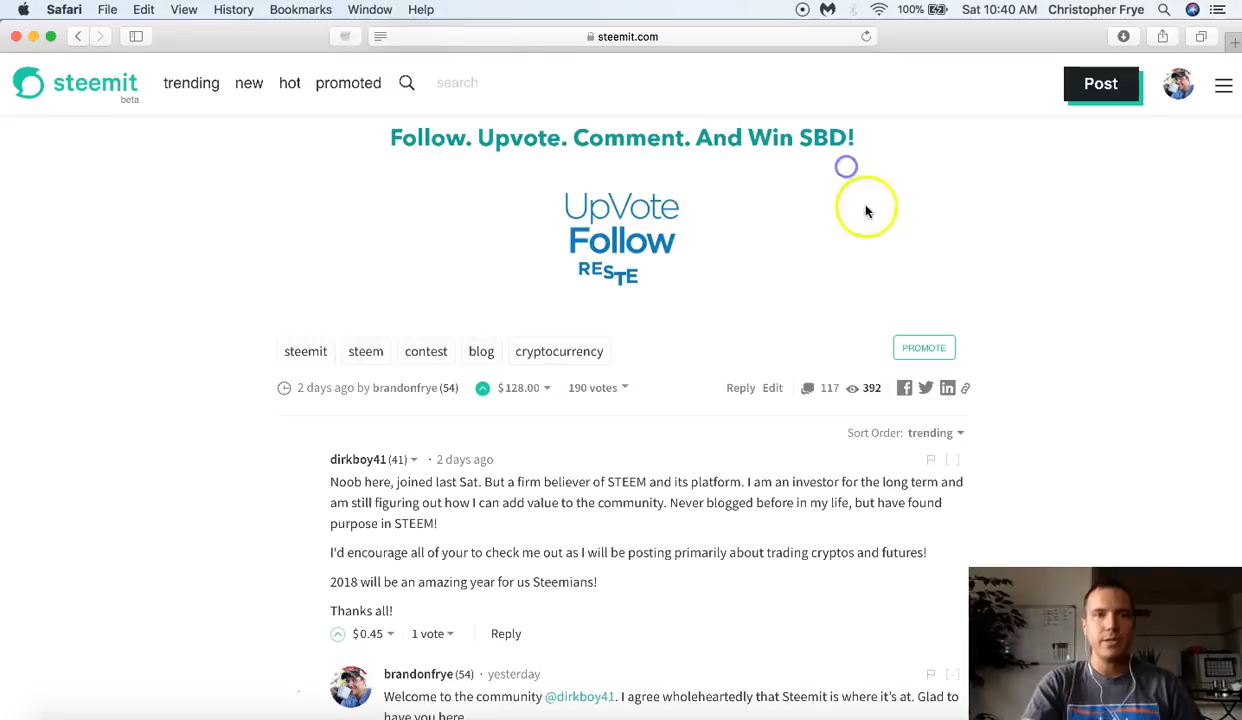 Safari File Edit View History Bookmarks Window Help 100% Sat 10:40 AM Christopher Frye
steemit.com
steemit beta trending new hot promoted search Post
Follow. Upvote. Comment. And Win SBD!
UpVote
Follow
RESTE
steemit steem contest blog cryptocurrency PROMOTE
2 days ago by brandonfrye (54) $128.00 190 votes Reply Edit 117 392
Sort Order: trending
dirkboy41 (41) · 2 days ago [-]
Noob here, joined last Sat. But a firm believer of STEEM and its platform. I am an investor for the long term and
am still figuring out how I can add value to the community. Never blogged before in my life, but have found
purpose in STEEM!
I'd encourage all of your to check me out as I will be posting primarily about trading cryptos and futures!
2018 will be an amazing year for us Steemians!
Thanks all!
$0.45 1 vote Reply
brandonfrye (54) · yesterday [-]
Welcome to the community @dirkboy41. I agree wholeheartedly that Steemit is where it's at. Glad to
have you here